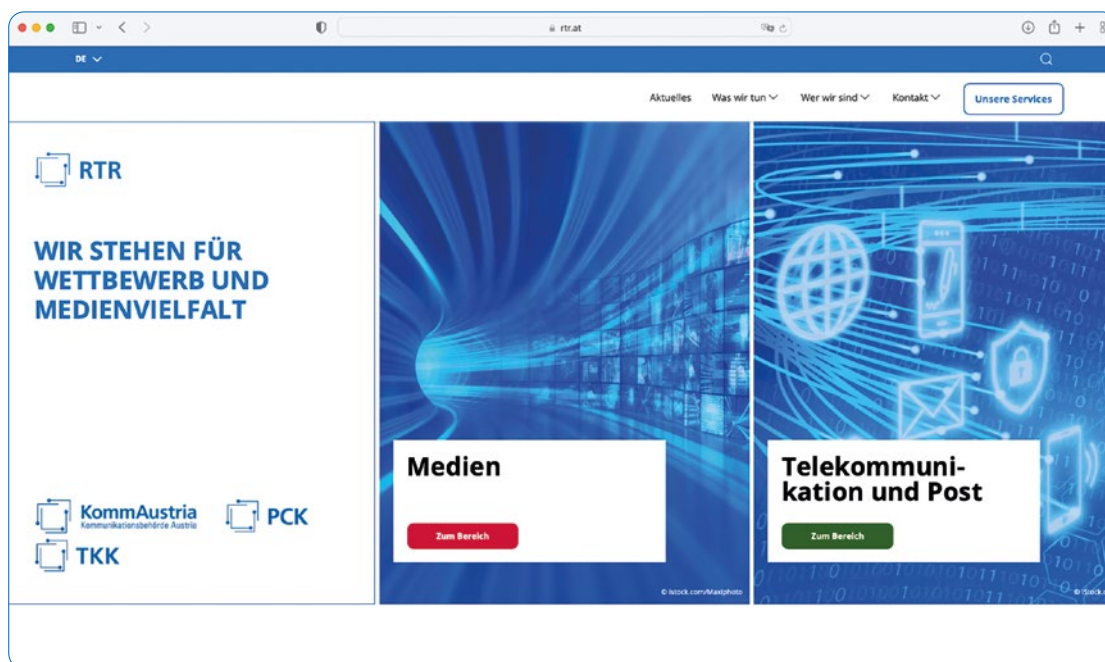 rtr.at
DE
Aktuelles Was wir tun Wer wir sind Kontakt Unsere Services
RTR
WIR STEHEN FÜR
WETTBEWERB UND
MEDIENVIELFALT
KommAustria
Kommunikationsbehörde Austria
PCK
TKK
Medien
Zum Bereich
© istock.com/Maxiphoto
Telekommuni-
kation und Post
Zum Bereich